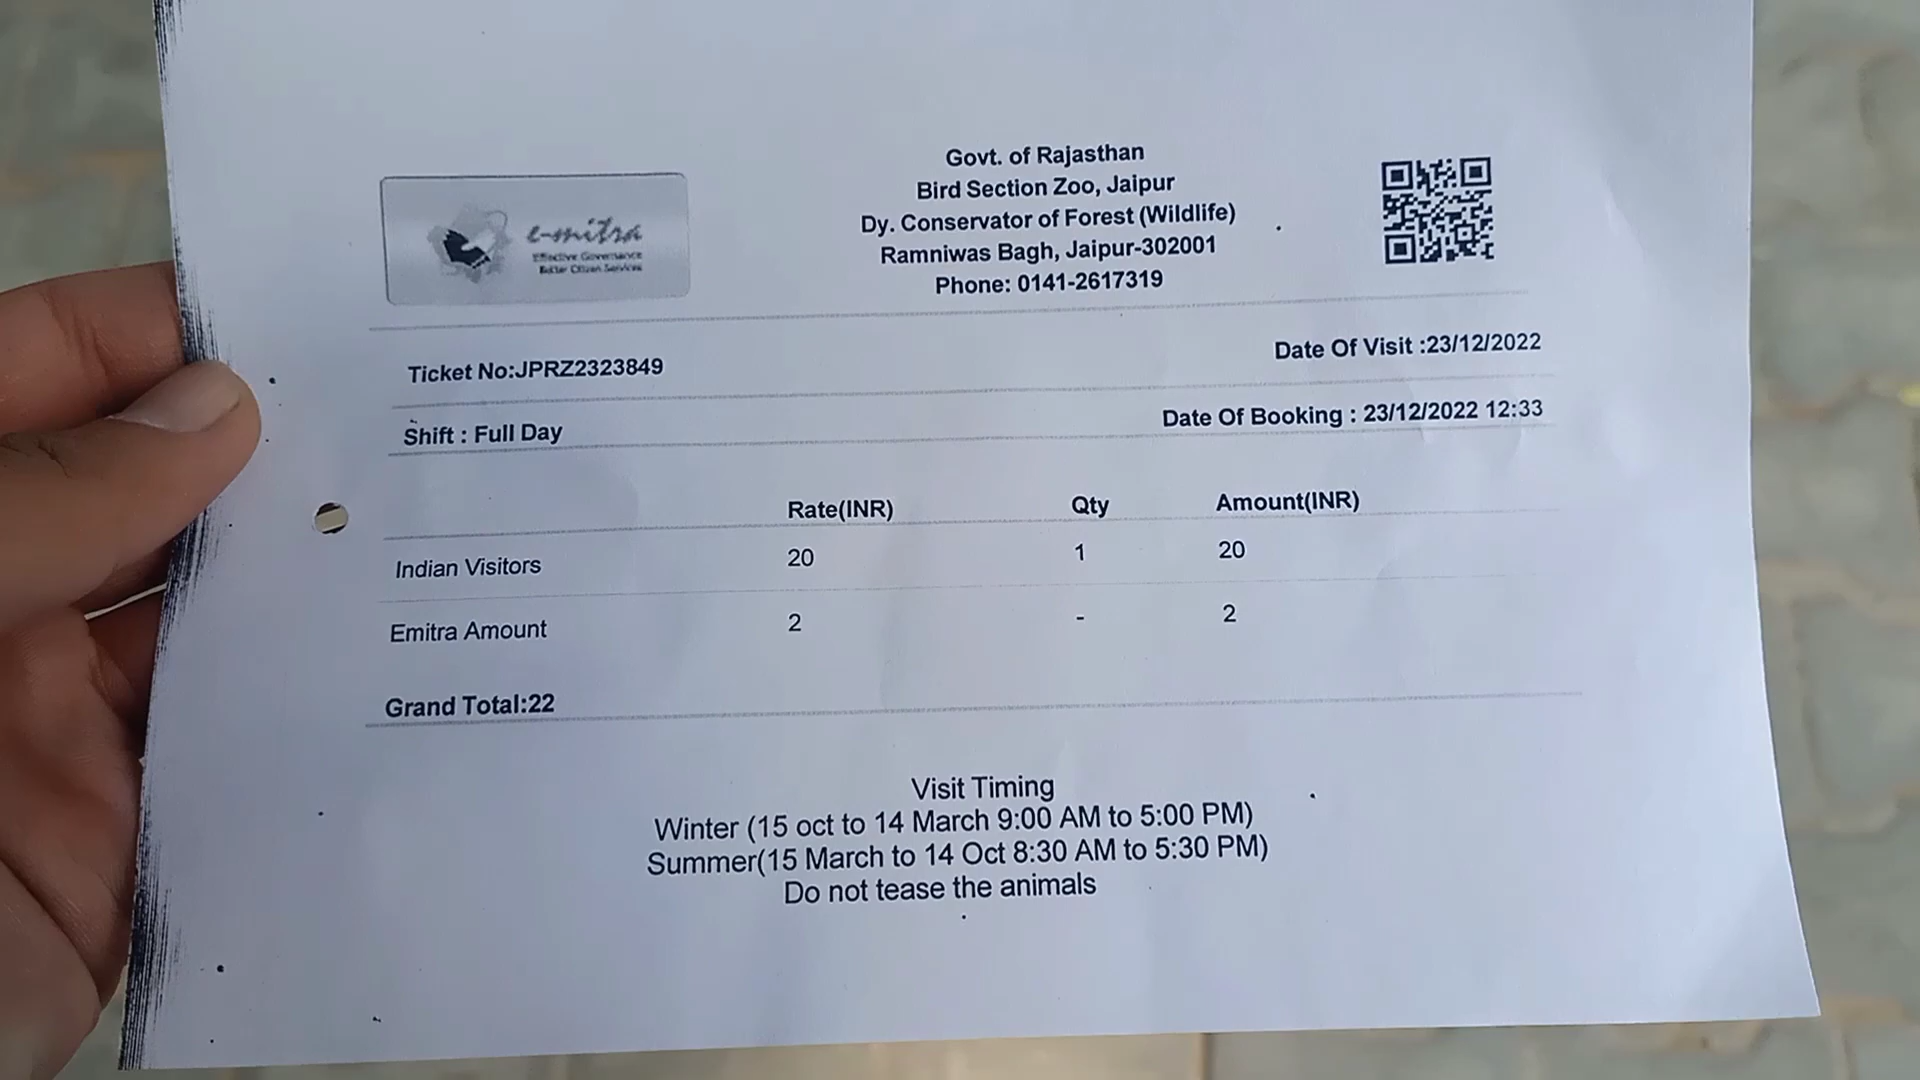 Govt. of Rajasthan
Bird Section Zoo, Jaipur
Dy. Conservator of Forest (Wildlife)
Ramniwas Bagh, Jaipur-302001
Phone: 0141-2617319
e-mitra
Effective Governance
Better Citizen Services
Ticket No:JPRZ2323849 Date Of Visit :23/12/2022
Shift : Full Day Date Of Booking : 23/12/2022 12:33
Rate(INR) Qty Amount(INR)
Indian Visitors 20 1 20
Emitra Amount 2 - 2
Grand Total:22
Visit Timing
Winter (15 oct to 14 March 9:00 AM to 5:00 PM)
Summer(15 March to 14 Oct 8:30 AM to 5:30 PM)
Do not tease the animals